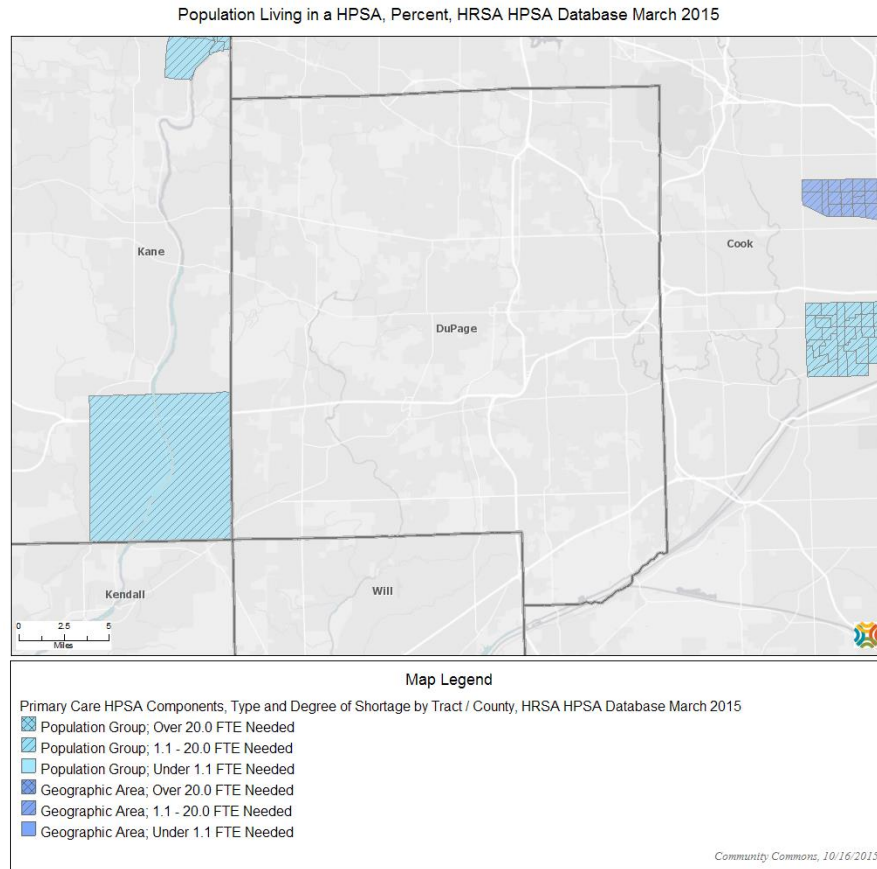 Population Living in a HPSA, Percent, HRSA HPSA Database March 2015
Kane
Cook
DuPage
Kendall
Will
0 2.5 5
Miles
Map Legend
Primary Care HPSA Components, Type and Degree of Shortage by Tract / County, HRSA HPSA Database March 2015
Population Group; Over 20.0 FTE Needed
Population Group; 1.1 - 20.0 FTE Needed
Population Group; Under 1.1 FTE Needed
Geographic Area; Over 20.0 FTE Needed
Geographic Area; 1.1 - 20.0 FTE Needed
Geographic Area; Under 1.1 FTE Needed
Community Commons, 10/16/2015